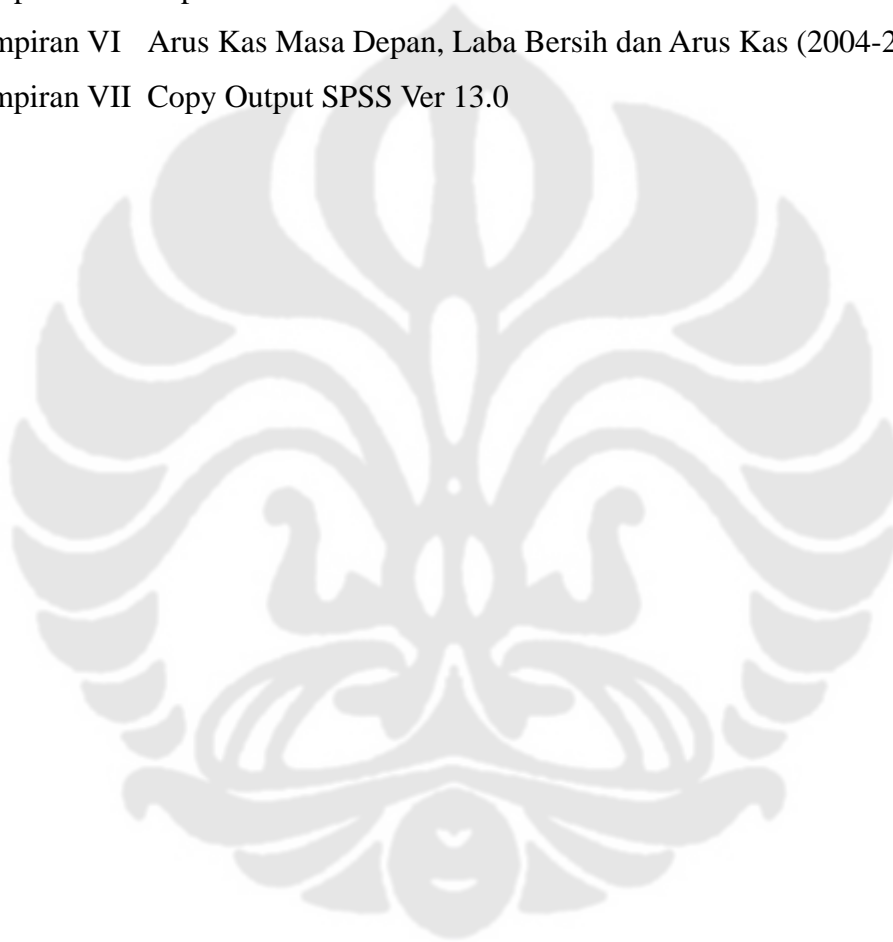 mpiran VI Arus Kas Masa Depan, Laba Bersih dan Arus Kas (2004-2
mpiran VII Copy Output SPSS Ver 13.0